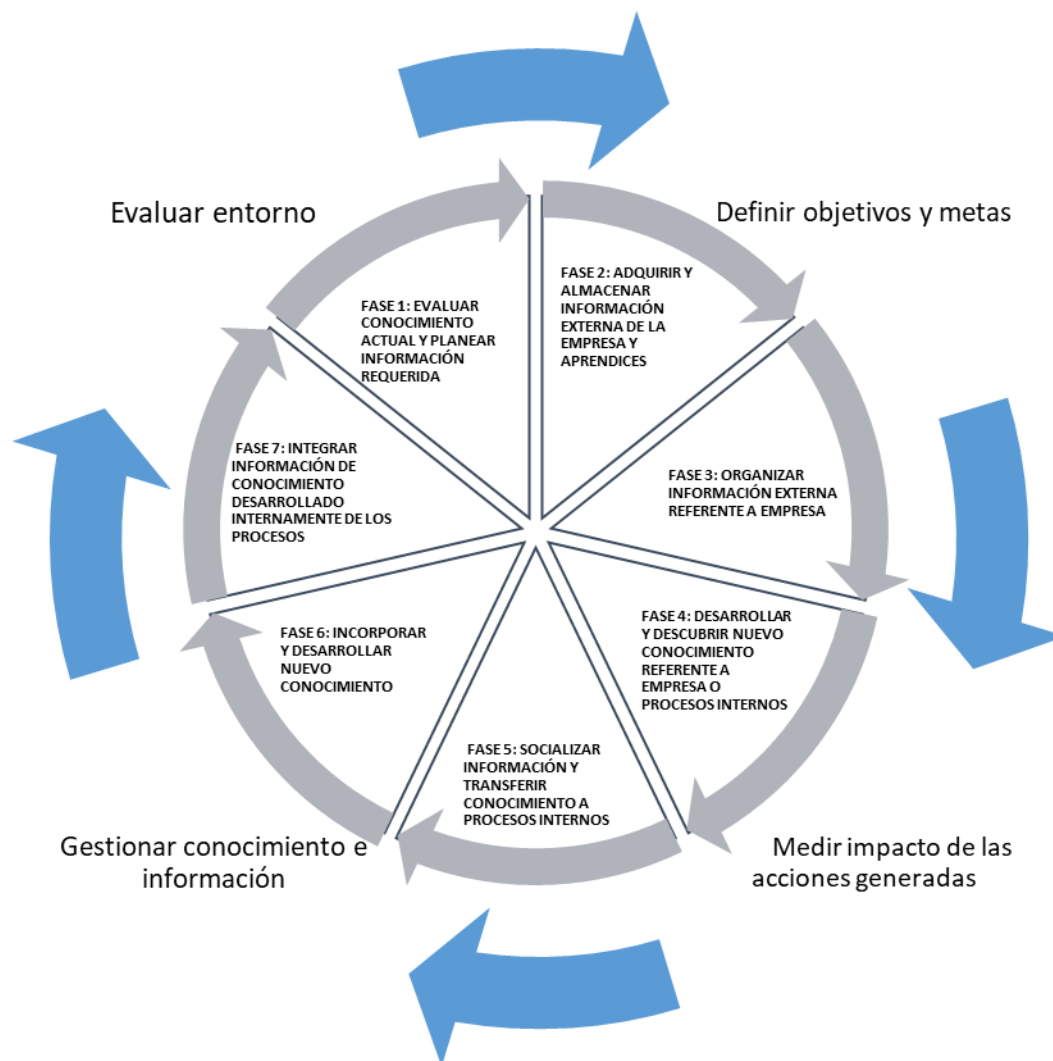 Evaluar entorno
Definir objetivos y metas
FASE 1: EVALUAR
CONOCIMIENTO
ACTUAL Y PLANEAR
INFORMACIÓN
REQUERIDA
FASE 2: ADQUIRIR Y
ALMACENAR
INFORMACIÓN
EXTERNA DE LA
EMPRESA Y
APRENDICES
FASE 3: ORGANIZAR
INFORMACIÓN EXTERNA
REFERENTE A EMPRESA
FASE 4: DESARROLLAR
Y DESCUBRIR NUEVO
CONOCIMIENTO
REFERENTE A
EMPRESA O
PROCESOS INTERNOS
FASE 5: SOCIALIZAR
INFORMACIÓN Y
TRANSFERIR
CONOCIMIENTO A
PROCESOS INTERNOS
FASE 6: INCORPORAR
Y DESARROLLAR
NUEVO
CONOCIMIENTO
FASE 7: INTEGRAR
INFORMACIÓN DE
CONOCIMIENTO
DESARROLLADO
INTERNAMENTE DE LOS
PROCESOS
Gestionar conocimiento e
información
Medir impacto de las
acciones generadas